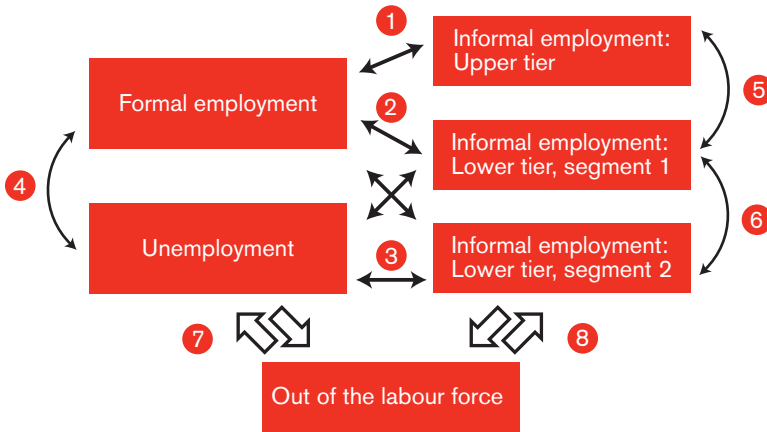 1
Informal employment:
Upper tier
Formal employment
2
5
Informal employment:
Lower tier, segment 1
4
Unemployment
3
Informal employment:
Lower tier, segment 2
6
7
8
Out of the labour force